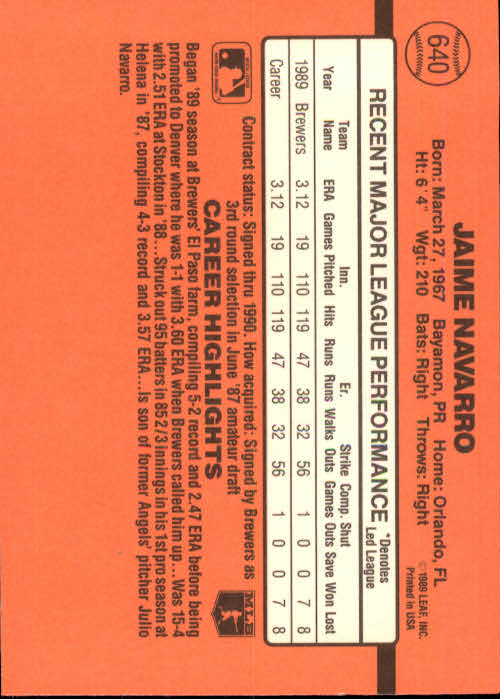 640
JAIME NAVARRO
Born: March 27, 1967 Bayamon, PR Home: Orlando, FL
Ht: 6' 4" Wgt: 210 Bats: Right Throws: Right
© 1989 LEAF, INC.
Printed in USA
RECENT MAJOR LEAGUE PERFORMANCE
*Denotes
Led League
Year Team Name ERA Games Inn. Pitched Hits Runs Er. Runs Walks Strike Outs Comp. Games Shut Outs Save Won Lost
1989 Brewers 3.12 19 110 119 47 38 32 56 1 0 0 7 8
Career 3.12 19 110 119 47 38 32 56 1 0 0 7 8
Contract status: Signed thru 1990. How acquired: Signed by Brewers as
3rd round selection in June '87 amateur draft
CAREER HIGHLIGHTS
MLB
Began '89 season at Brewers' El Paso farm, compiling 5-2 record and 2.47 ERA before being
promoted to Denver where he was 1-1 with 3.60 ERA when Brewers called him up...Was 15-4
with 2.51 ERA at Stockton in '88...Struck out 95 batters in 85 2/3 innings in his 1st pro season at
Helena in '87, compiling 4-3 record and 3.57 ERA...Is son of former Angels' pitcher Julio
Navarro.